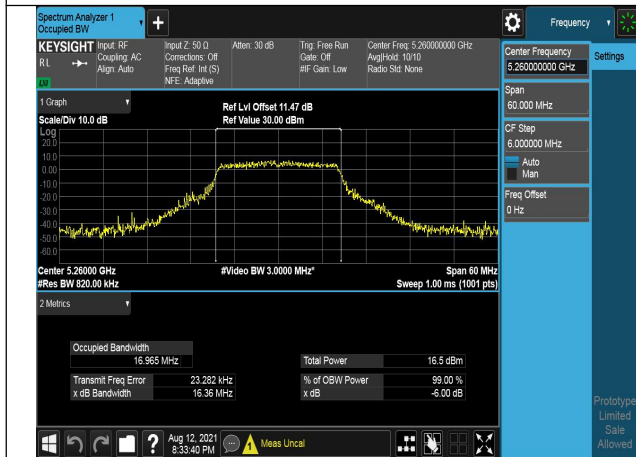 Spectrum Analyzer 1
Occupied BW
Frequency
KEYSIGHT
R L
LXI
Input: RF
Coupling: AC
Align: Auto
Input Z: 50 Ω
Corrections: Off
Freq Ref: Int (S)
NFE: Adaptive
Atten: 30 dB
Trig: Free Run
Gate: Off
#IF Gain: Low
Center Freq: 5.260000000 GHz
Avg|Hold: 10/10
Radio Std: None
Center Frequency
5.260000000 GHz
Settings
Span
60.000 MHz
CF Step
6.000000 MHz
Auto
Man
Freq Offset
0 Hz
1 Graph
Scale/Div 10.0 dB
Ref Lvl Offset 11.47 dB
Ref Value 30.00 dBm
Log
20.0
10.0
0.00
-10.0
-20.0
-30.0
-40.0
-50.0
-60.0
Center 5.26000 GHz
#Video BW 3.0000 MHz*
Span 60 MHz
#Res BW 820.00 kHz
Sweep 1.00 ms (1001 pts)
2 Metrics
Occupied Bandwidth
16.965 MHz
Total Power 16.5 dBm
Transmit Freq Error 23.282 kHz
% of OBW Power 99.00 %
x dB Bandwidth 16.36 MHz
x dB -6.00 dB
Prototype
Limited
Sale
Allowed
Aug 12, 2021
8:33:40 PM
Meas Uncal